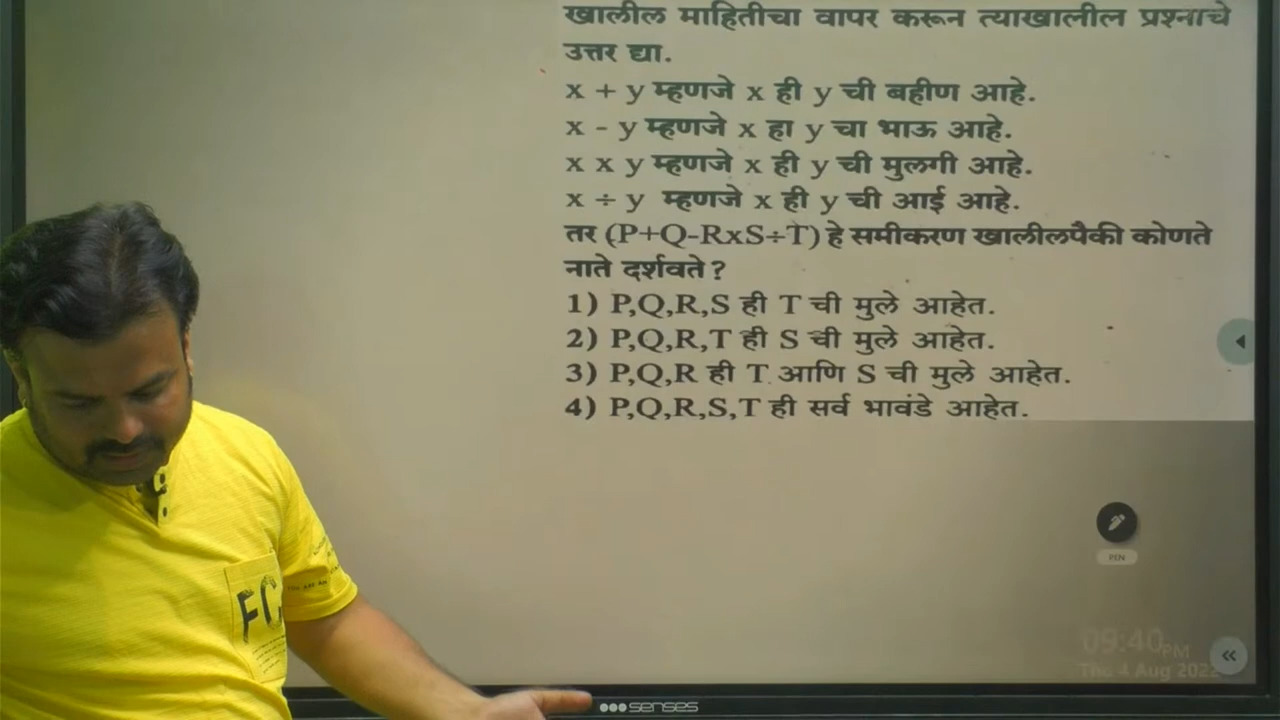 खालील माहितीचा वापर करून त्याखालील प्रश्नाचे
उत्तर द्या.
x + y म्हणजे x ही y ची बहीण आहे.
x - y म्हणजे x हा y चा भाऊ आहे.
x x y म्हणजे x ही y ची मुलगी आहे.
x ÷ y म्हणजे x ही y ची आई आहे.
तर (P+Q-RxS÷T) हे समीकरण खालीलपैकी कोणते
नाते दर्शवते ?
1) P,Q,R,S ही T ची मुले आहेत.
2) P,Q,R,T ही S ची मुले आहेत.
3) P,Q,R ही T आणि S ची मुले आहेत.
4) P,Q,R,S,T ही सर्व भावंडे आहेत.
PEN
09:40PM
Thu 4 Aug 2022
senses
FC